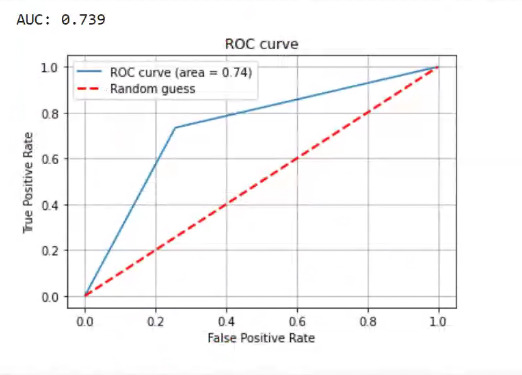 AUC: 0.739
ROC curve
ROC curve (area = 0.74)
Random guess
1.0
0.8
0.6
0.4
0.2
0.0
True Positive Rate
0.0 0.2 0.4 0.6 0.8 1.0
False Positive Rate